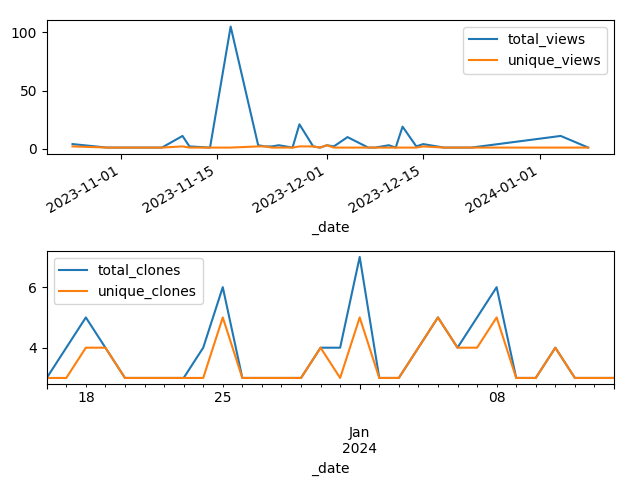 100
50
0
total_views
unique_views
2023-11-01
2023-11-15
2023-12-01
2023-12-15
2024-01-01
_date
6
4
total_clones
unique_clones
18
25
08
Jan
2024
_date